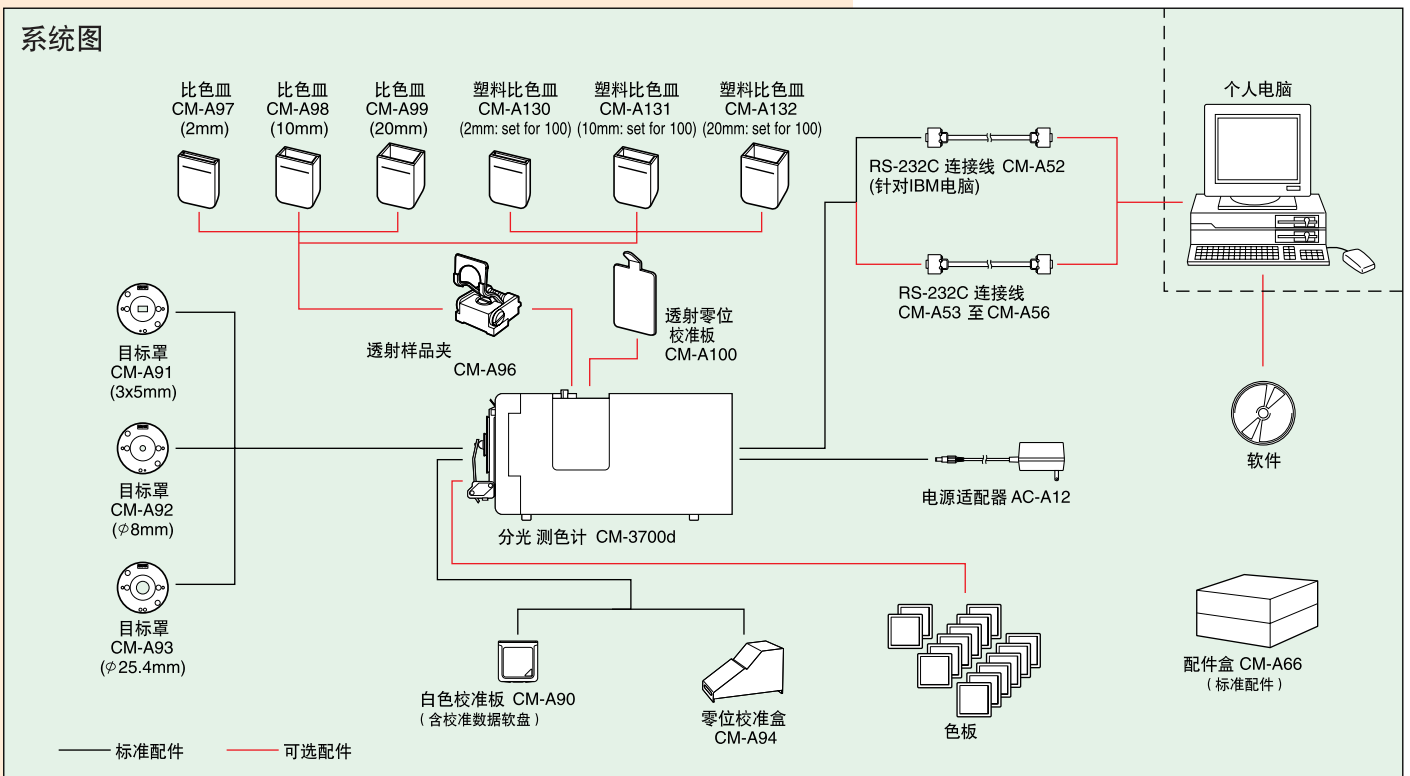 系统图
比色皿
CM-A97
(2mm)
比色皿
CM-A98
(10mm)
比色皿
CM-A99
(20mm)
塑料比色皿
CM-A130
(2mm: set for 100)
塑料比色皿
CM-A131
(10mm: set for 100)
塑料比色皿
CM-A132
(20mm: set for 100)
个人电脑
RS-232C 连接线 CM-A52
(针对IBM电脑)
RS-232C 连接线
CM-A53 至 CM-A56
目标罩
CM-A91
(3x5mm)
透射样品夹
CM-A96
透射零位
校准板
CM-A100
目标罩
CM-A92
(∅8mm)
软件
电源适配器 AC-A12
分光 测色计 CM-3700d
目标罩
CM-A93
(∅25.4mm)
白色校准板 CM-A90
(含校准数据软盘)
零位校准盒
CM-A94
色板
配件盒 CM-A66
(标准配件)
标准配件
可选配件